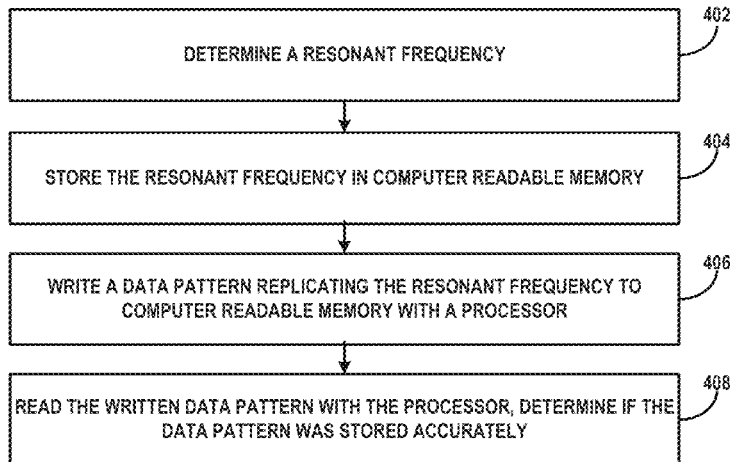 402
DETERMINE A RESONANT FREQUENCY
404
STORE THE RESONANT FREQUENCY IN COMPUTER READABLE MEMORY
406
WRITE A DATA PATTERN REPLICATING THE RESONANT FREQUENCY TO
COMPUTER READABLE MEMORY WITH A PROCESSOR
408
READ THE WRITTEN DATA PATTERN WITH THE PROCESSOR, DETERMINE IF THE
DATA PATTERN WAS STORED ACCURATELY